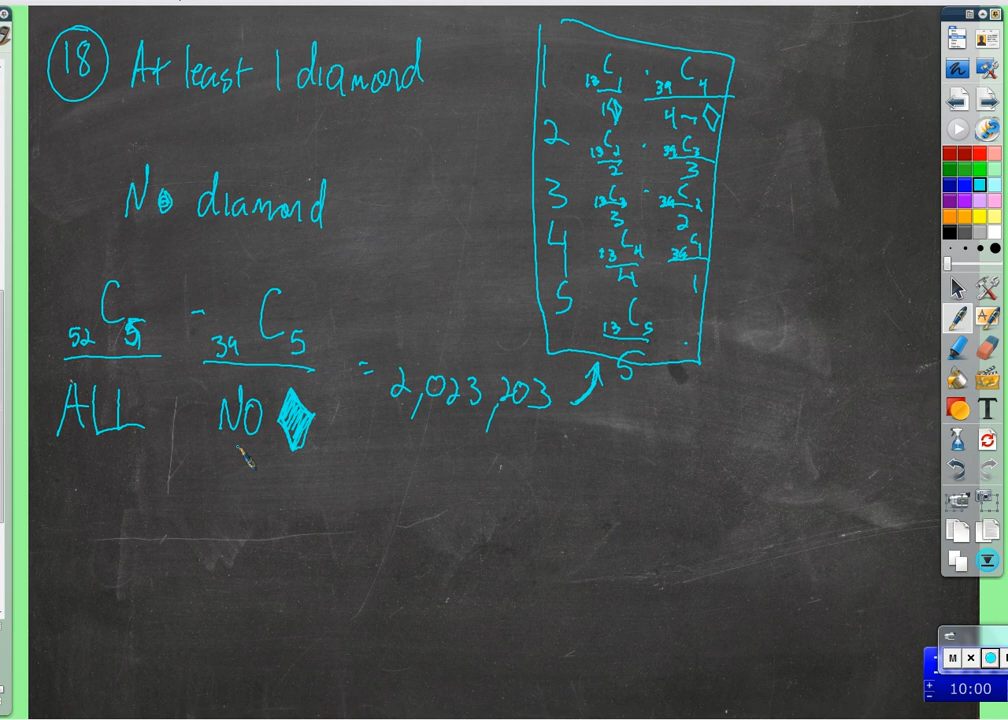 18 At least 1 diamond
No diamond
52C5 - 39C5 = 2,023,203
ALL NO
1 13C1 · 39C4
1 4
2 13C2 · 39C3
2 3
3 13C3 · 39C2
3 2
4 13C4 39C1
4 1
5 13C5
5
T
M
10:00